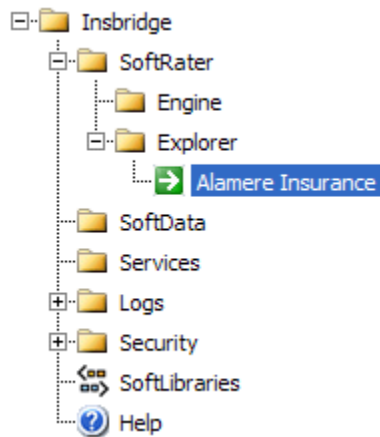 Insbridge
SoftRater
Engine
Explorer
Alamere Insurance
SoftData
Services
Logs
Security
SoftLibraries
Help